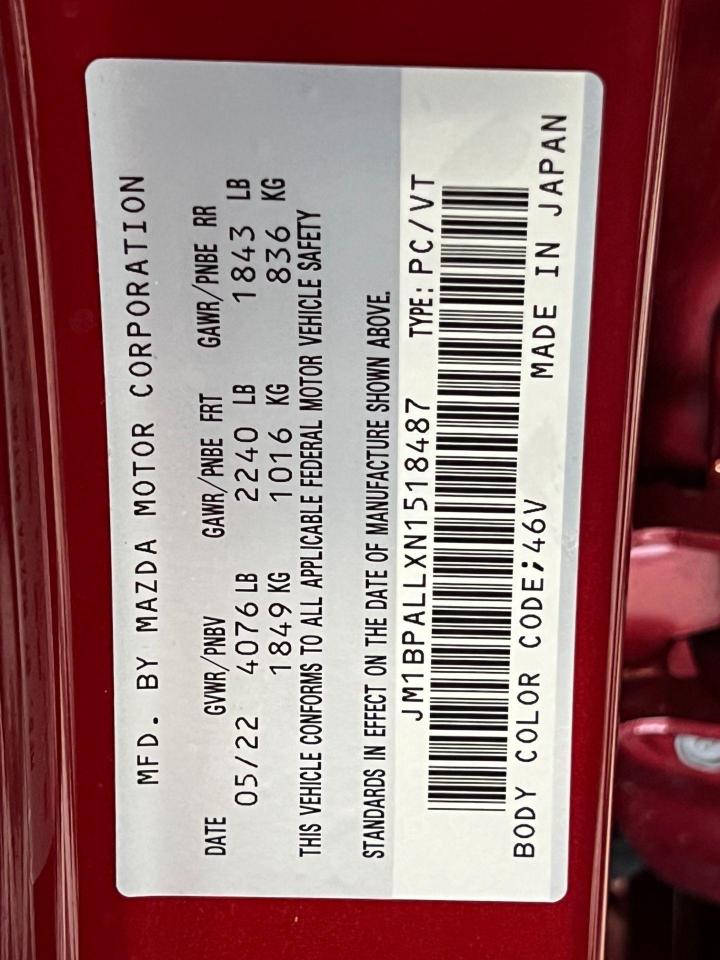 MFD. BY MAZDA MOTOR CORPORATION
DATE GVWR/PNBV GAWR/PNBE FRT GAWR/PNBE RR
05/22 4076 LB 2240 LB 1843 LB
1849 KG 1016 KG 836 KG
THIS VEHICLE CONFORMS TO ALL APPLICABLE FEDERAL MOTOR VEHICLE SAFETY
STANDARDS IN EFFECT ON THE DATE OF MANUFACTURE SHOWN ABOVE.
JM1BPALLXN1518487 TYPE: PC/VT
BODY COLOR CODE;46V MADE IN JAPAN